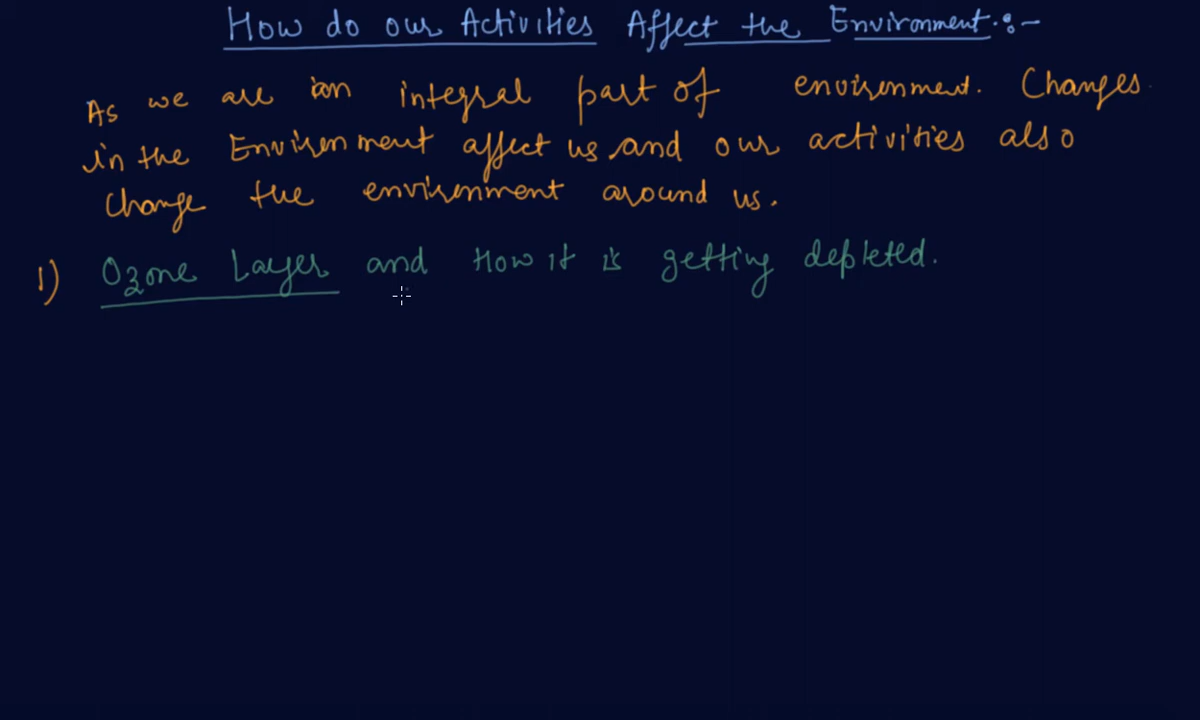 How do our Activities Affect the Environment :-
As we are an integral part of environment. Changes
in the Environment affect us and our activities also
change the environment around us.
1) Ozone Layer and How it is getting depleted.